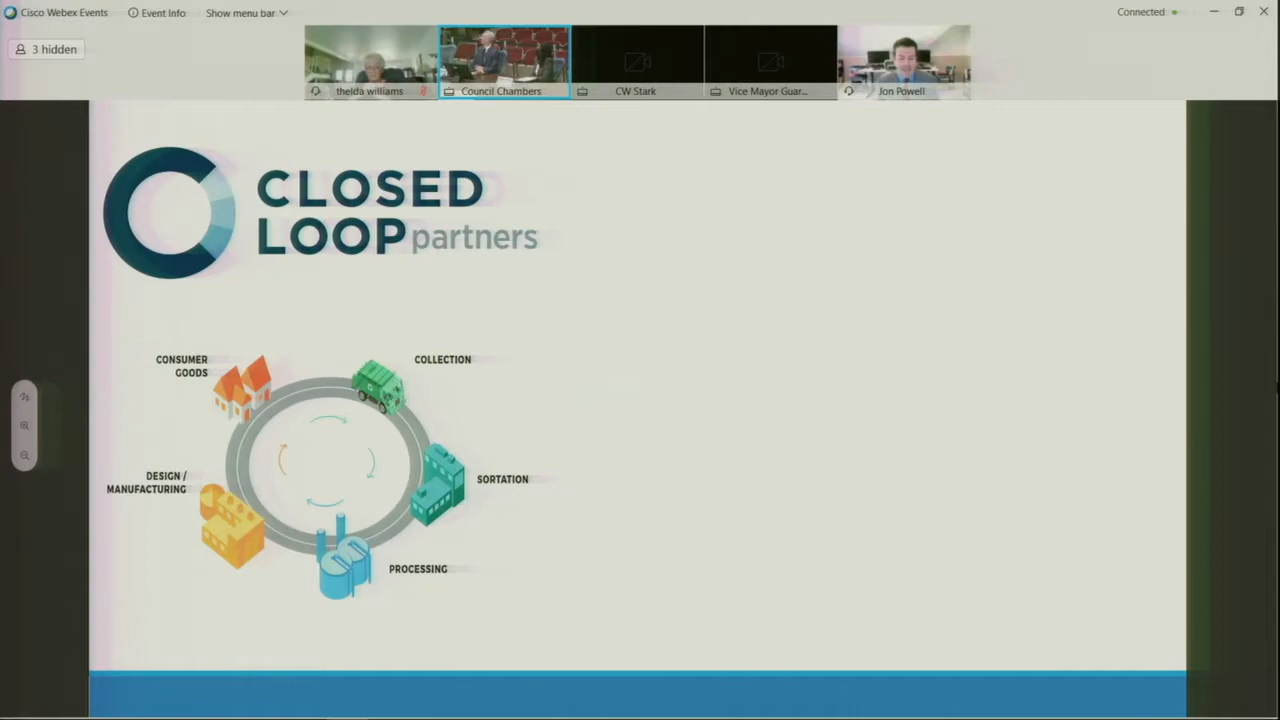 Cisco Webex Events
Event Info
Show menu bar
Connected
3 hidden
thelda williams
Council Chambers
CW Stark
Vice Mayor Guar...
Jon Powell
CLOSED
LOOP partners
CONSUMER
GOODS
COLLECTION
DESIGN /
MANUFACTURING
SORTATION
PROCESSING